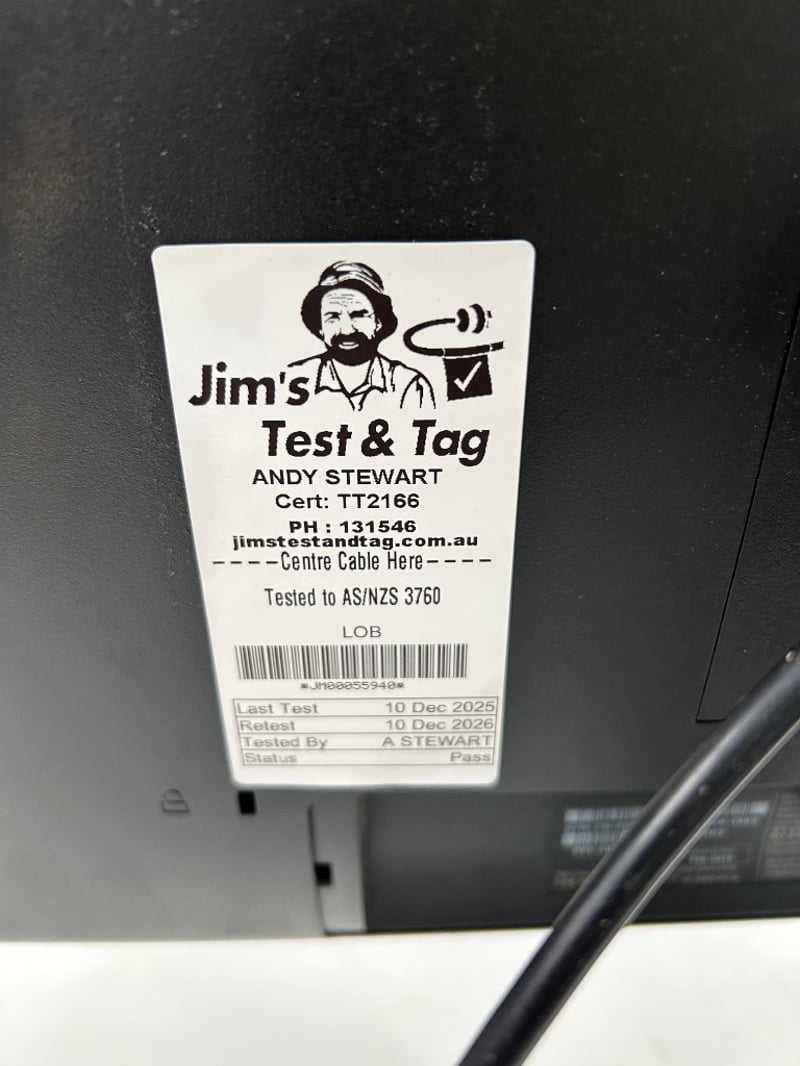 Jim's
Test & Tag
ANDY STEWART
Cert: TT2166
PH : 131546
jimstestandtag.com.au
----Centre Cable Here----
Tested to AS/NZS 3760
LOB
*JM00055940*
Last Test 10 Dec 2025
Retest 10 Dec 2026
Tested By A STEWART
Status Pass